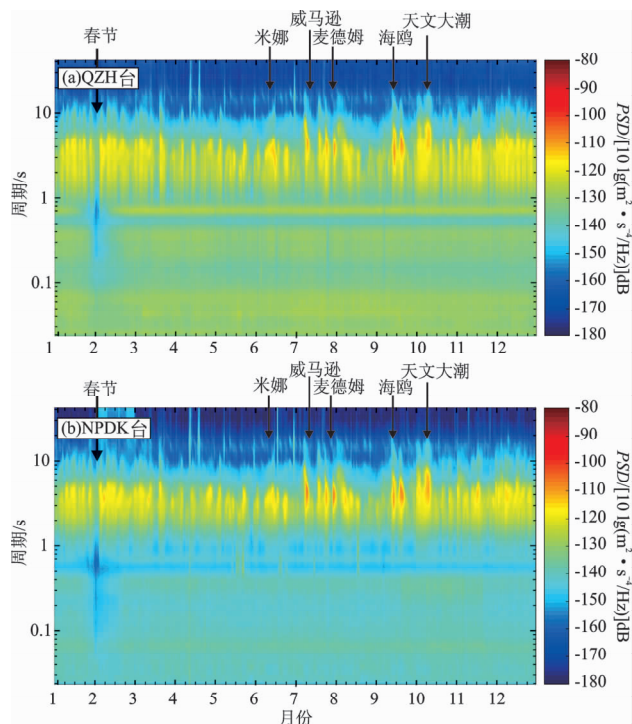 威马逊 天文大潮
春节 米娜 麦德姆 海鸥
(a)QZH台
10
1
0.1
周期/s
1 2 3 4 5 6 7 8 9 10 11 12
-80
-90
-100
-110
-120
-130
-140
-150
-160
-170
-180
PSD/[10 lg(m²·s⁻⁴/Hz)]dB
威马逊 天文大潮
春节 米娜 麦德姆 海鸥
(b)NPDK台
10
1
0.1
周期/s
1 2 3 4 5 6 7 8 9 10 11 12
月份
-80
-90
-100
-110
-120
-130
-140
-150
-160
-170
-180
PSD/[10 lg(m²·s⁻⁴/Hz)]dB